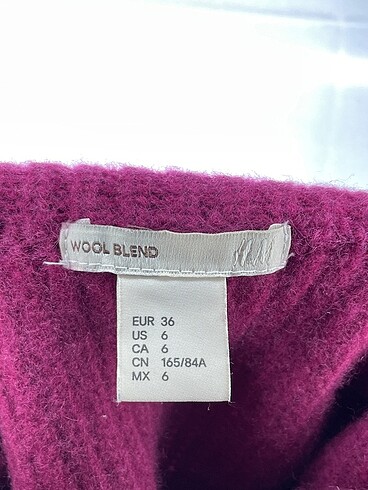 WOOL BLEND
EUR 36
US 6
CA 6
CN 165/84A
MX 6